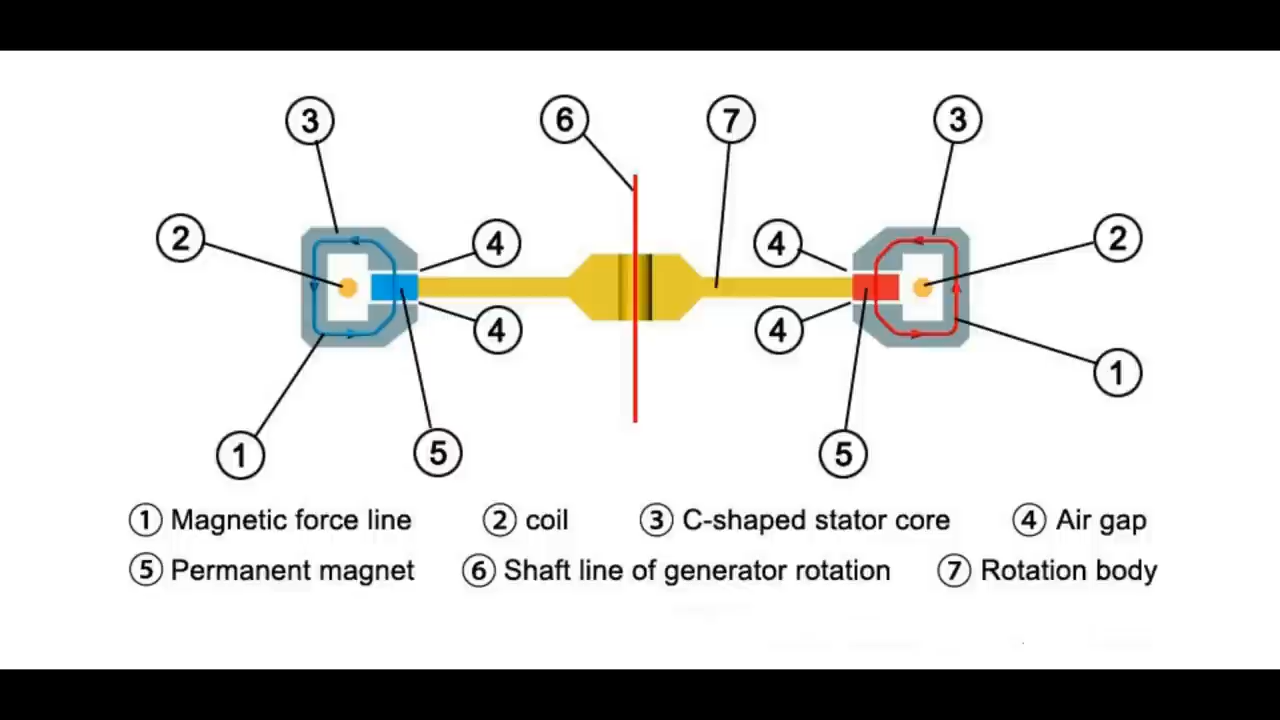 3 6 7 3
2 4 4 2
4 4
1
1 5 5
① Magnetic force line ② coil ③ C-shaped stator core ④ Air gap
⑤ Permanent magnet ⑥ Shaft line of generator rotation ⑦ Rotation body